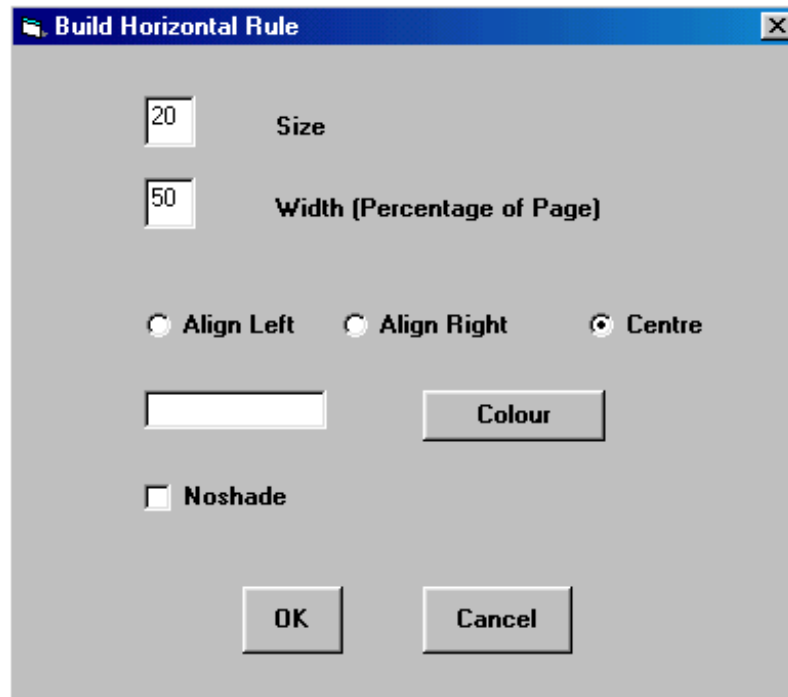 Build Horizontal Rule
20 Size
50 Width (Percentage of Page)
Align Left Align Right Centre
Colour
Noshade
OK Cancel